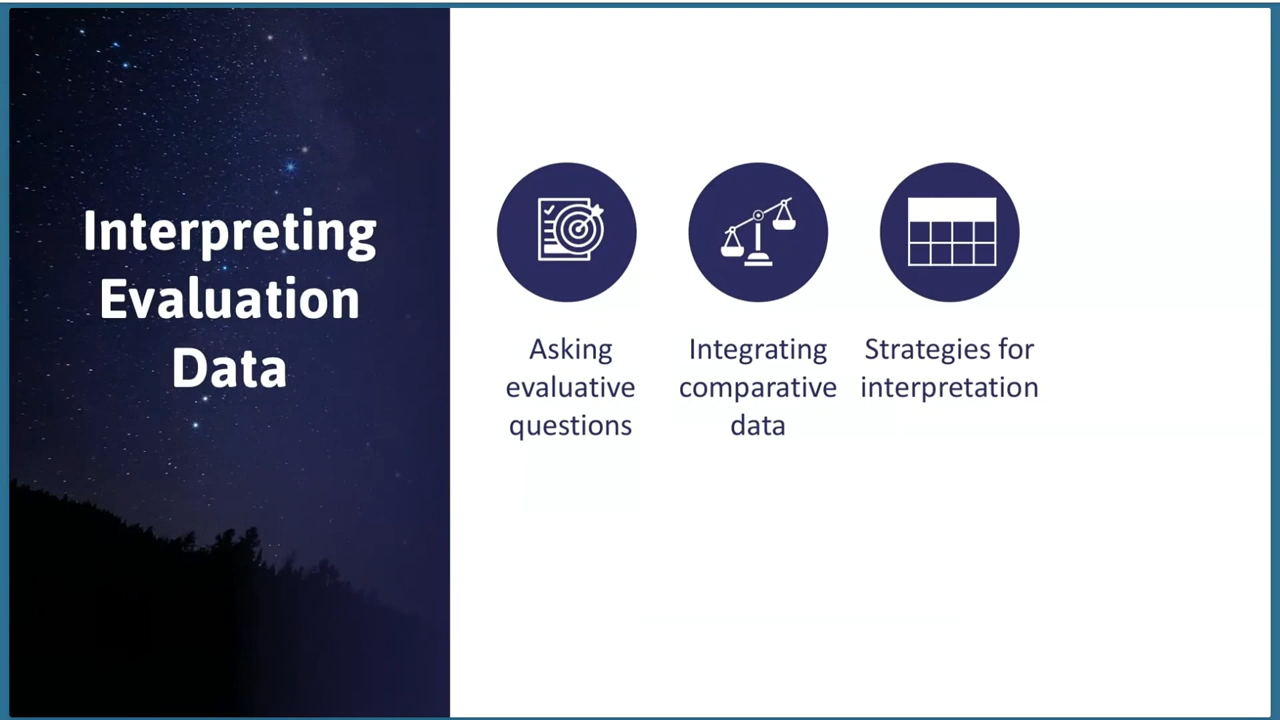 Interpreting
Evaluation
Data
Asking
evaluative
questions
Integrating
comparative
data
Strategies for
interpretation